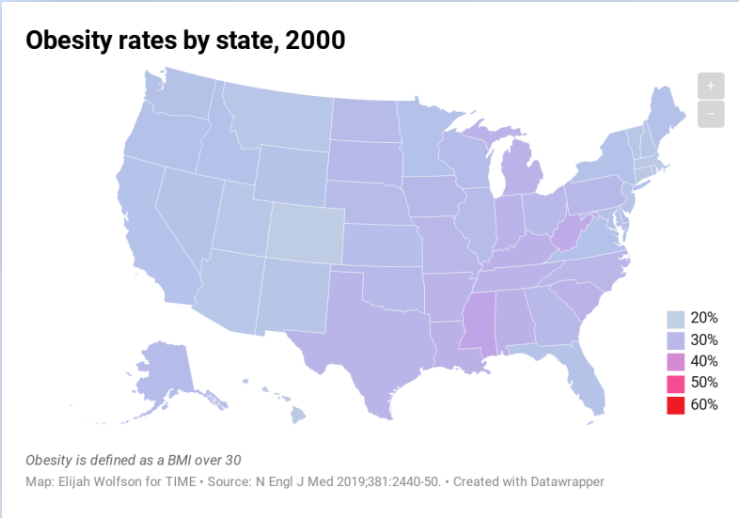 Obesity rates by state, 2000
+
−
20%
30%
40%
50%
60%
Obesity is defined as a BMI over 30
Map: Elijah Wolfson for TIME • Source: N Engl J Med 2019;381:2440-50. • Created with Datawrapper